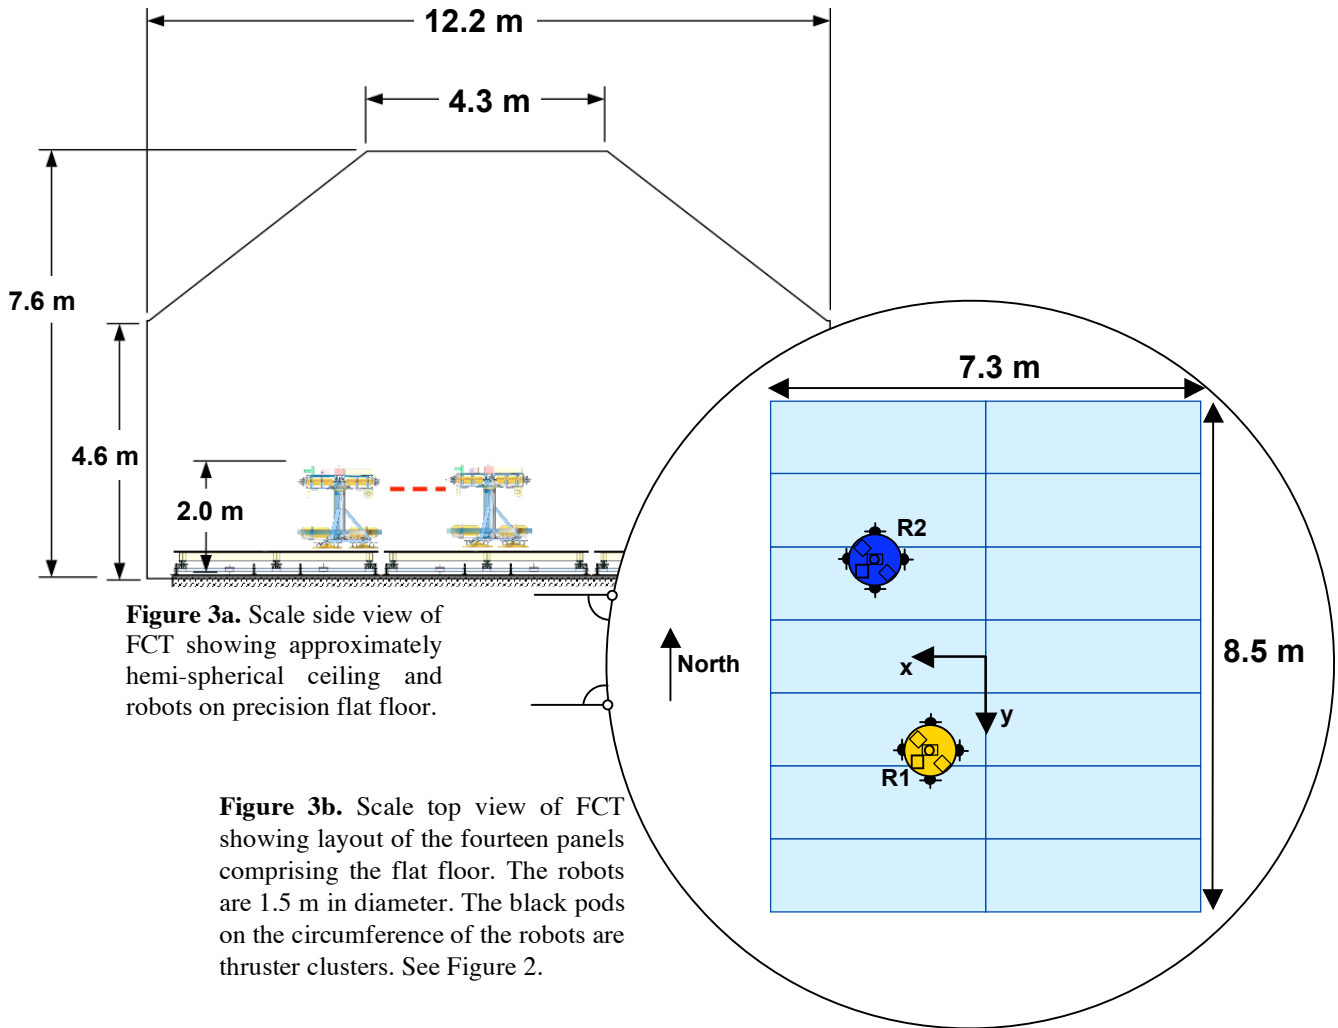 12.2 m
4.3 m
7.6 m
4.6 m
2.0 m
7.3 m
R2
North
x
y
8.5 m
R1
Figure 3a. Scale side view of
FCT showing approximately
hemi-spherical ceiling and
robots on precision flat floor.
Figure 3b. Scale top view of FCT
showing layout of the fourteen panels
comprising the flat floor. The robots
are 1.5 m in diameter. The black pods
on the circumference of the robots are
thruster clusters. See Figure 2.